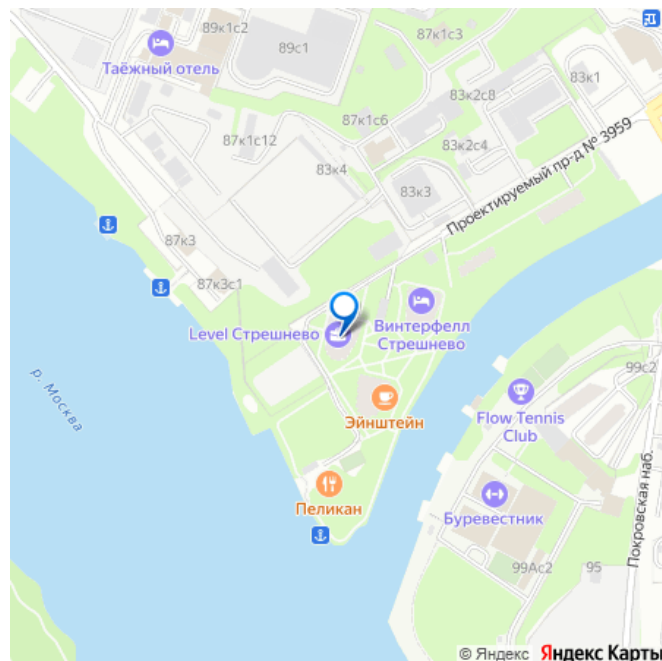 89к1с2
87к1с3
89с1
Таёжный отель
83к2с8
83к1
87к1с6
87к1с12
83к2с4
83к4
83к3
Проектируемый пр-д № 3959
87к3
87к3с1
Level Стрешнево
Винтерфелл
Стрешнево
99с2
р. Москва
Эйнштейн
Flow Tennis
Club
Покровская наб.
Пеликан
Буревестник
99Ас2
95
© Яндекс Яндекс Карты